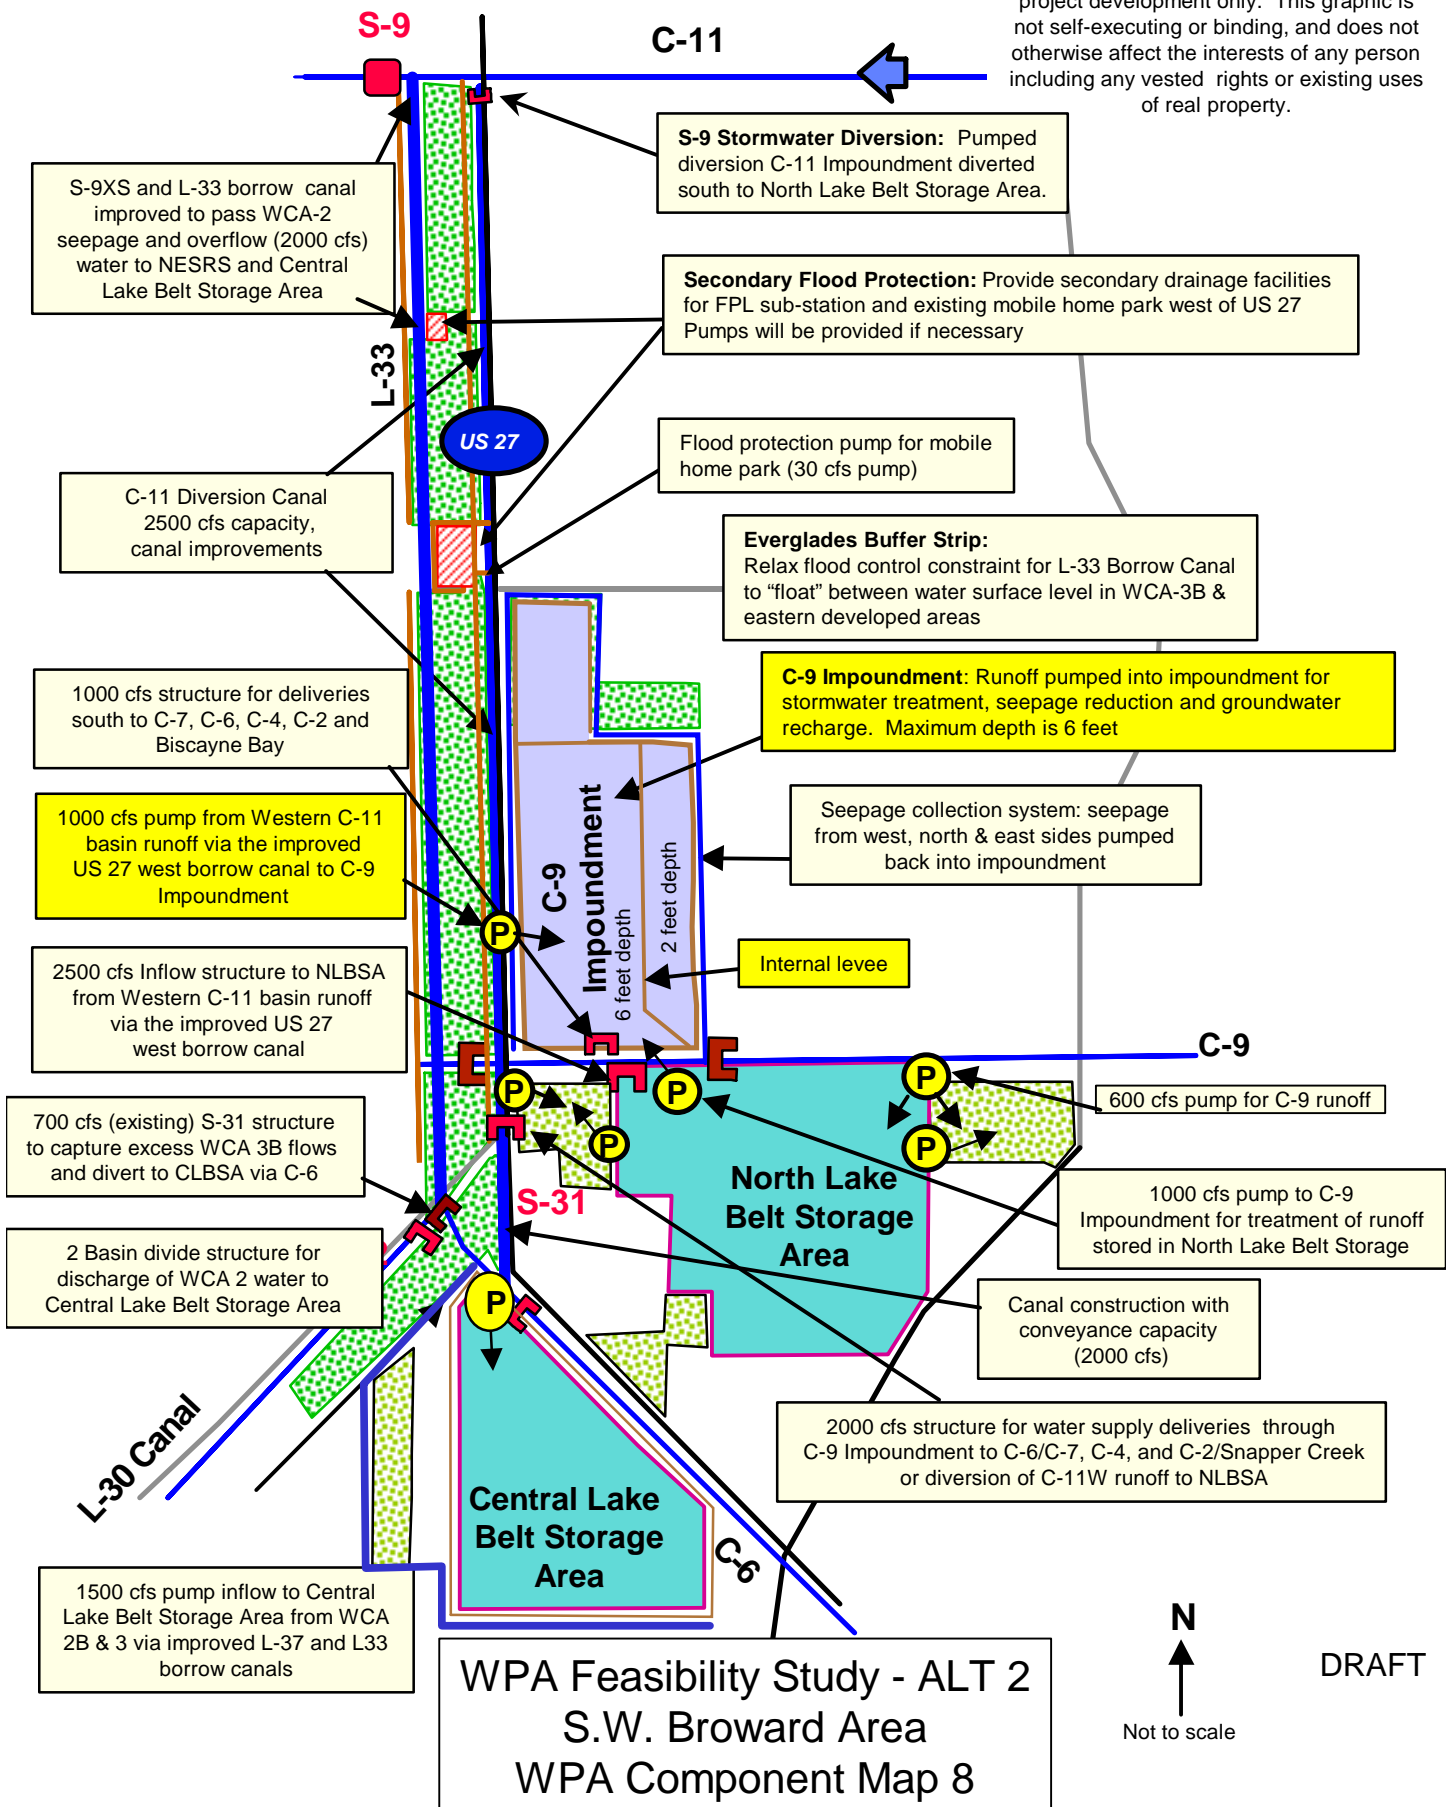 project development only. This graphic is
not self-executing or binding, and does not
otherwise affect the interests of any person
including any vested rights or existing uses
of real property.
S-9
C-11
S-9 Stormwater Diversion: Pumped
diversion C-11 Impoundment diverted
south to North Lake Belt Storage Area.
S-9XS and L-33 borrow canal
improved to pass WCA-2
seepage and overflow (2000 cfs)
water to NESRS and Central
Lake Belt Storage Area
Secondary Flood Protection: Provide secondary drainage facilities
for FPL sub-station and existing mobile home park west of US 27
Pumps will be provided if necessary
L-33
US 27
Flood protection pump for mobile
home park (30 cfs pump)
C-11 Diversion Canal
2500 cfs capacity,
canal improvements
Everglades Buffer Strip:
Relax flood control constraint for L-33 Borrow Canal
to “float” between water surface level in WCA-3B &
eastern developed areas
1000 cfs structure for deliveries
south to C-7, C-6, C-4, C-2 and
Biscayne Bay
C-9 Impoundment: Runoff pumped into impoundment for
stormwater treatment, seepage reduction and groundwater
recharge. Maximum depth is 6 feet
1000 cfs pump from Western C-11
basin runoff via the improved
US 27 west borrow canal to C-9
Impoundment
Seepage collection system: seepage
from west, north & east sides pumped
back into impoundment
C-9
Impoundment
6 feet depth
2 feet depth
P
2500 cfs Inflow structure to NLBSA
from Western C-11 basin runoff
via the improved US 27
west borrow canal
Internal levee
C-9
P
P
P
600 cfs pump for C-9 runoff
700 cfs (existing) S-31 structure
to capture excess WCA 3B flows
and divert to CLBSA via C-6
P
P
North Lake
Belt Storage
Area
S-31
1000 cfs pump to C-9
Impoundment for treatment of runoff
stored in North Lake Belt Storage
2 Basin divide structure for
discharge of WCA 2 water to
Central Lake Belt Storage Area
P
Canal construction with
conveyance capacity
(2000 cfs)
L-30 Canal
2000 cfs structure for water supply deliveries through
C-9 Impoundment to C-6/C-7, C-4, and C-2/Snapper Creek
or diversion of C-11W runoff to NLBSA
Central Lake
Belt Storage
Area
C-6
1500 cfs pump inflow to Central
Lake Belt Storage Area from WCA
2B & 3 via improved L-37 and L33
borrow canals
N
Not to scale
DRAFT
WPA Feasibility Study - ALT 2
S.W. Broward Area
WPA Component Map 8